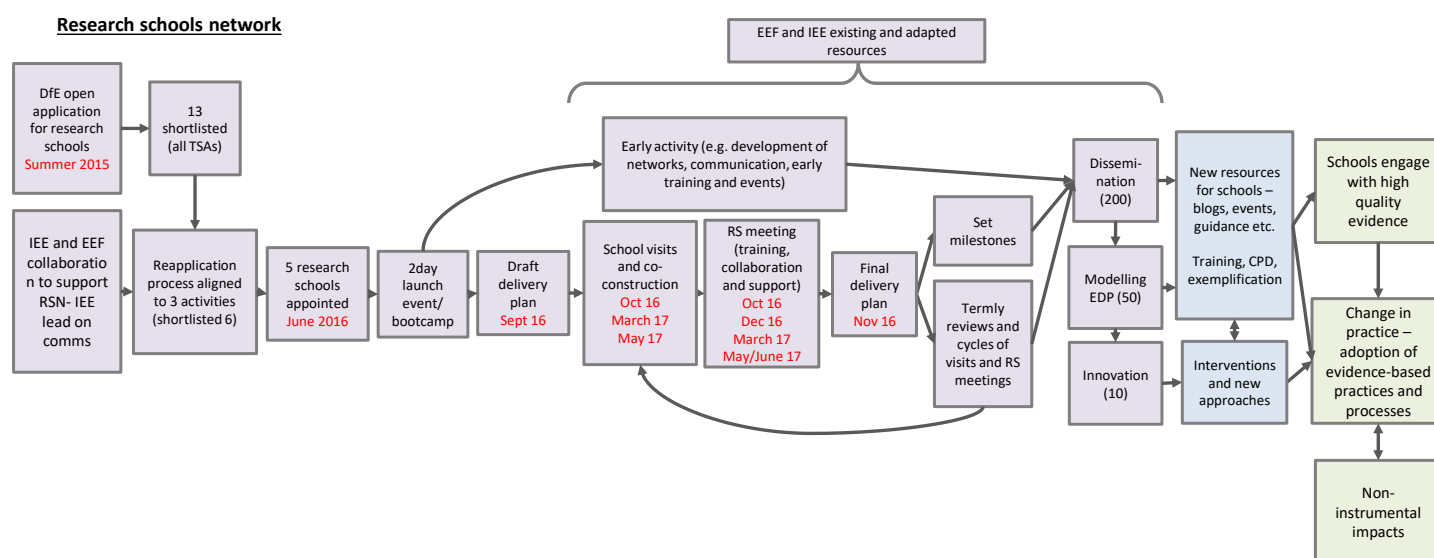 Research schools network
EEF and IEE existing and adapted
resources
DfE open
application
for research
schools
Summer 2015
13
shortlisted
(all TSAs)
IEE and EEF
collaboratio
n to support
RSN- IEE
lead on
comms
Reapplication
process aligned
to 3 activities
(shortlisted 6)
5 research
schools
appointed
June 2016
2day
launch
event/
bootcamp
Draft
delivery
plan
Sept 16
Early activity (e.g. development of
networks, communication, early
training and events)
School visits
and co-
construction
Oct 16
March 17
May 17
RS meeting
(training,
collaboration
and support)
Oct 16
Dec 16
March 17
May/June 17
Final
delivery
plan
Nov 16
Set
milestones
Termly
reviews and
cycles of
visits and RS
meetings
Dissemi-
nation
(200)
Modelling
EDP (50)
Innovation
(10)
New resources
for schools –
blogs, events,
guidance etc.
Training, CPD,
exemplification
Interventions
and new
approaches
Schools engage
with high
quality
evidence
Change in
practice –
adoption of
evidence-based
practices and
processes
Non-
instrumental
impacts